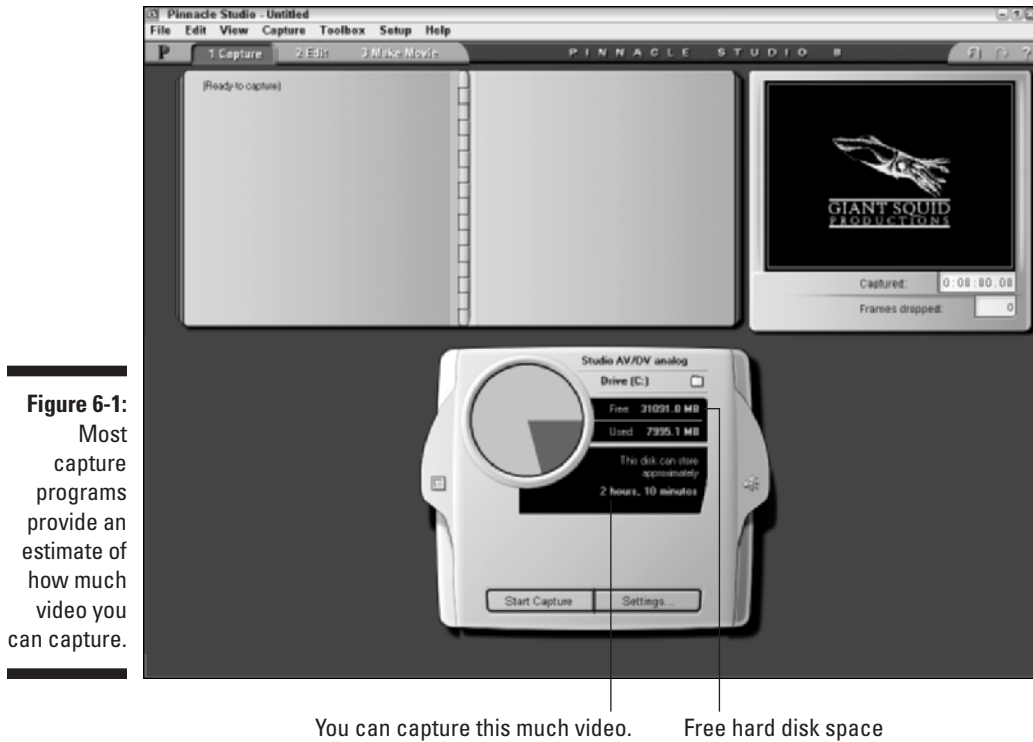 Pinnacle Studio - Untitled
File Edit View Capture Toolbox Setup Help
P 1 Capture 2 Edit 3 Make Movie PINNACLE STUDIO 8 ?
(Ready to capture)
GIANT SQUID
PRODUCTIONS
Captured:
Frames dropped: 0
Studio AV/DV analog
Drive (C:)
Free: 31091.0 MB
Used: 7995.1 MB
This disk can store
approximately
2 hours, 10 minutes
Start Capture Settings...
Figure 6-1:
Most
capture
programs
provide an
estimate of
how much
video you
can capture.
You can capture this much video. Free hard disk space